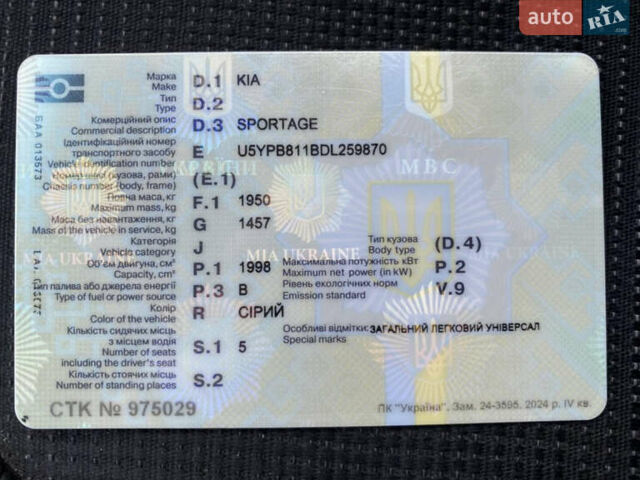 auto RIA.com
Марка D.1 KIA
Make
Тип D.2
Type
Комерційний опис D.3 SPORTAGE
Commercial description
Ідентифікаційний номер
транспортного засобу E U5YPB811BDL259870
Vehicle identification number
Номер шасі (кузова, рами) (E.1)
Chassis number (body, frame)
Повна маса, кг F.1 1950
Maximum mass, kg
Маса без навантаження, кг G 1457
Mass of the vehicle in service, kg
Категорія J
Vehicle category
Об'єм двигуна, см³ P.1 1998
Capacity, cm³
Тип палива або джерела енергії P.3 B
Type of fuel or power source
Колір R СІРИЙ
Color of the vehicle
Кількість сидячих місць
з місцем водія S.1 5
Number of seats
including the driver's seat
Кількість стоячих місць S.2
Number of standing places
Тип кузова (D.4)
Body type
Максимальна потужність кВт P.2
Maximum net power (in kW)
Рівень екологічних норм V.9
Emission standard
Особливі відмітки: ЗАГАЛЬНИЙ ЛЕГКОВИЙ УНІВЕРСАЛ
Special marks
МВС
MIA UKRAINE
MIA UKRAINE
СТК № 975029
ПК "Україна", Зам. 24-3595, 2024 р. IV кв.